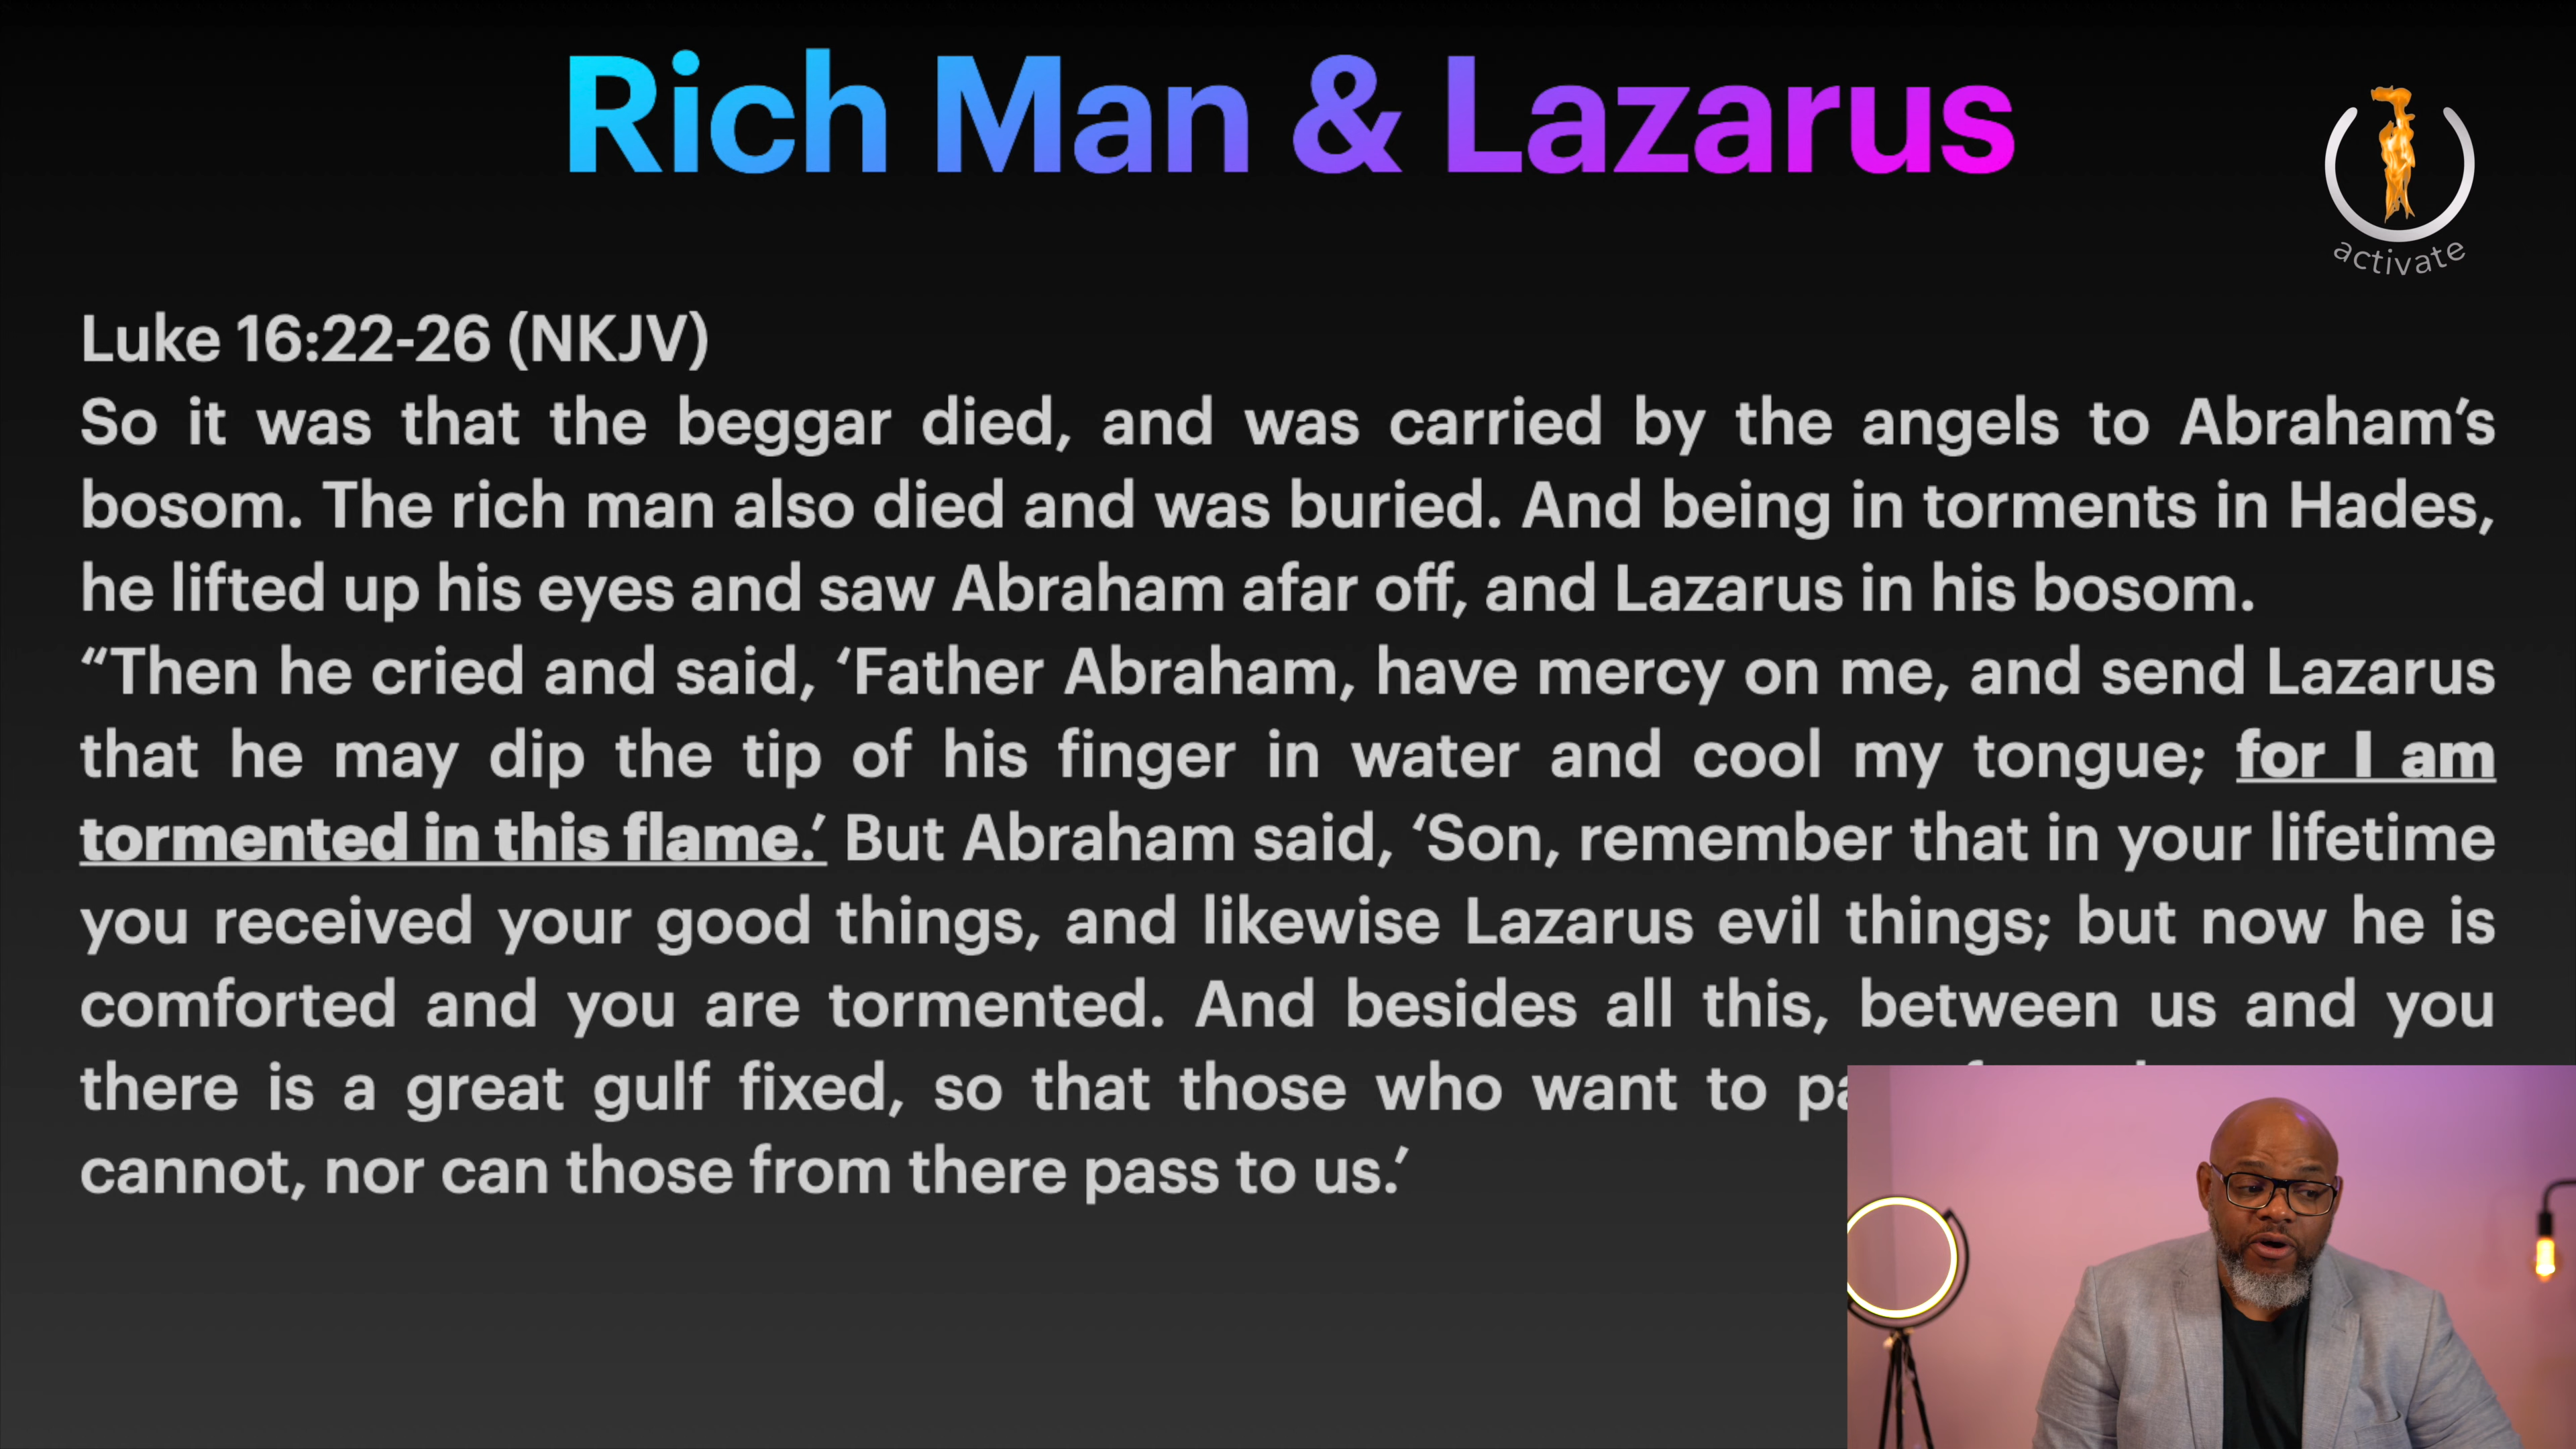 Rich Man & Lazarus
activate
Luke 16:22-26 (NKJV)
So it was that the beggar died, and was carried by the angels to Abraham’s
bosom. The rich man also died and was buried. And being in torments in Hades,
he lifted up his eyes and saw Abraham afar off, and Lazarus in his bosom.
“Then he cried and said, ‘Father Abraham, have mercy on me, and send Lazarus
that he may dip the tip of his finger in water and cool my tongue; for I am
tormented in this flame.’ But Abraham said, ‘Son, remember that in your lifetime
you received your good things, and likewise Lazarus evil things; but now he is
comforted and you are tormented. And besides all this, between us and you
there is a great gulf fixed, so that those who want to
cannot, nor can those from there pass to us.’